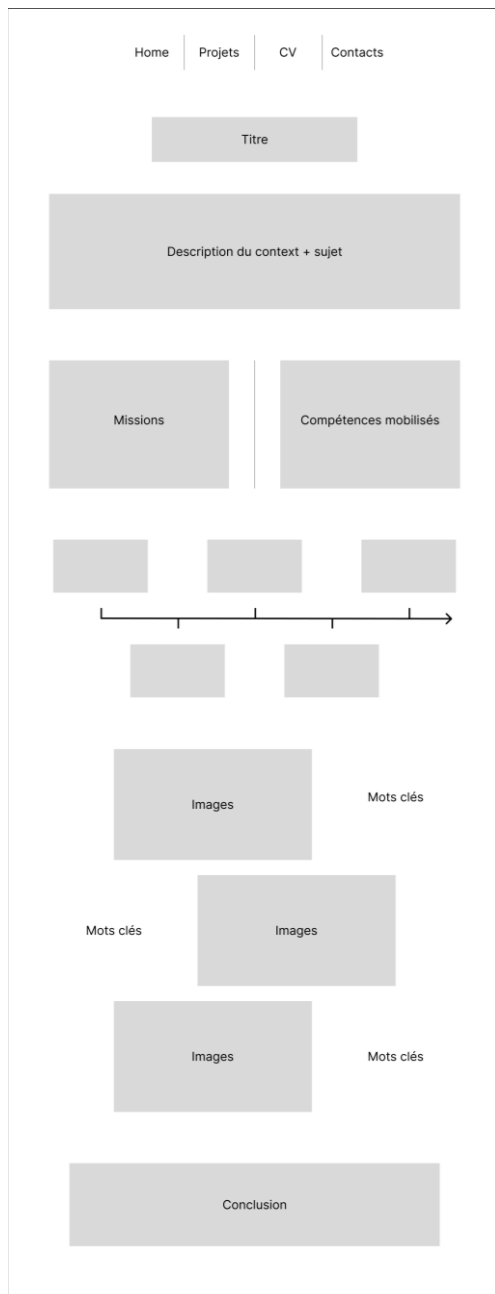 Home Projets CV Contacts
Titre
Description du context + sujet
Missions
Compétences mobilisés
Images
Mots clés
Mots clés
Images
Images
Mots clés
Conclusion